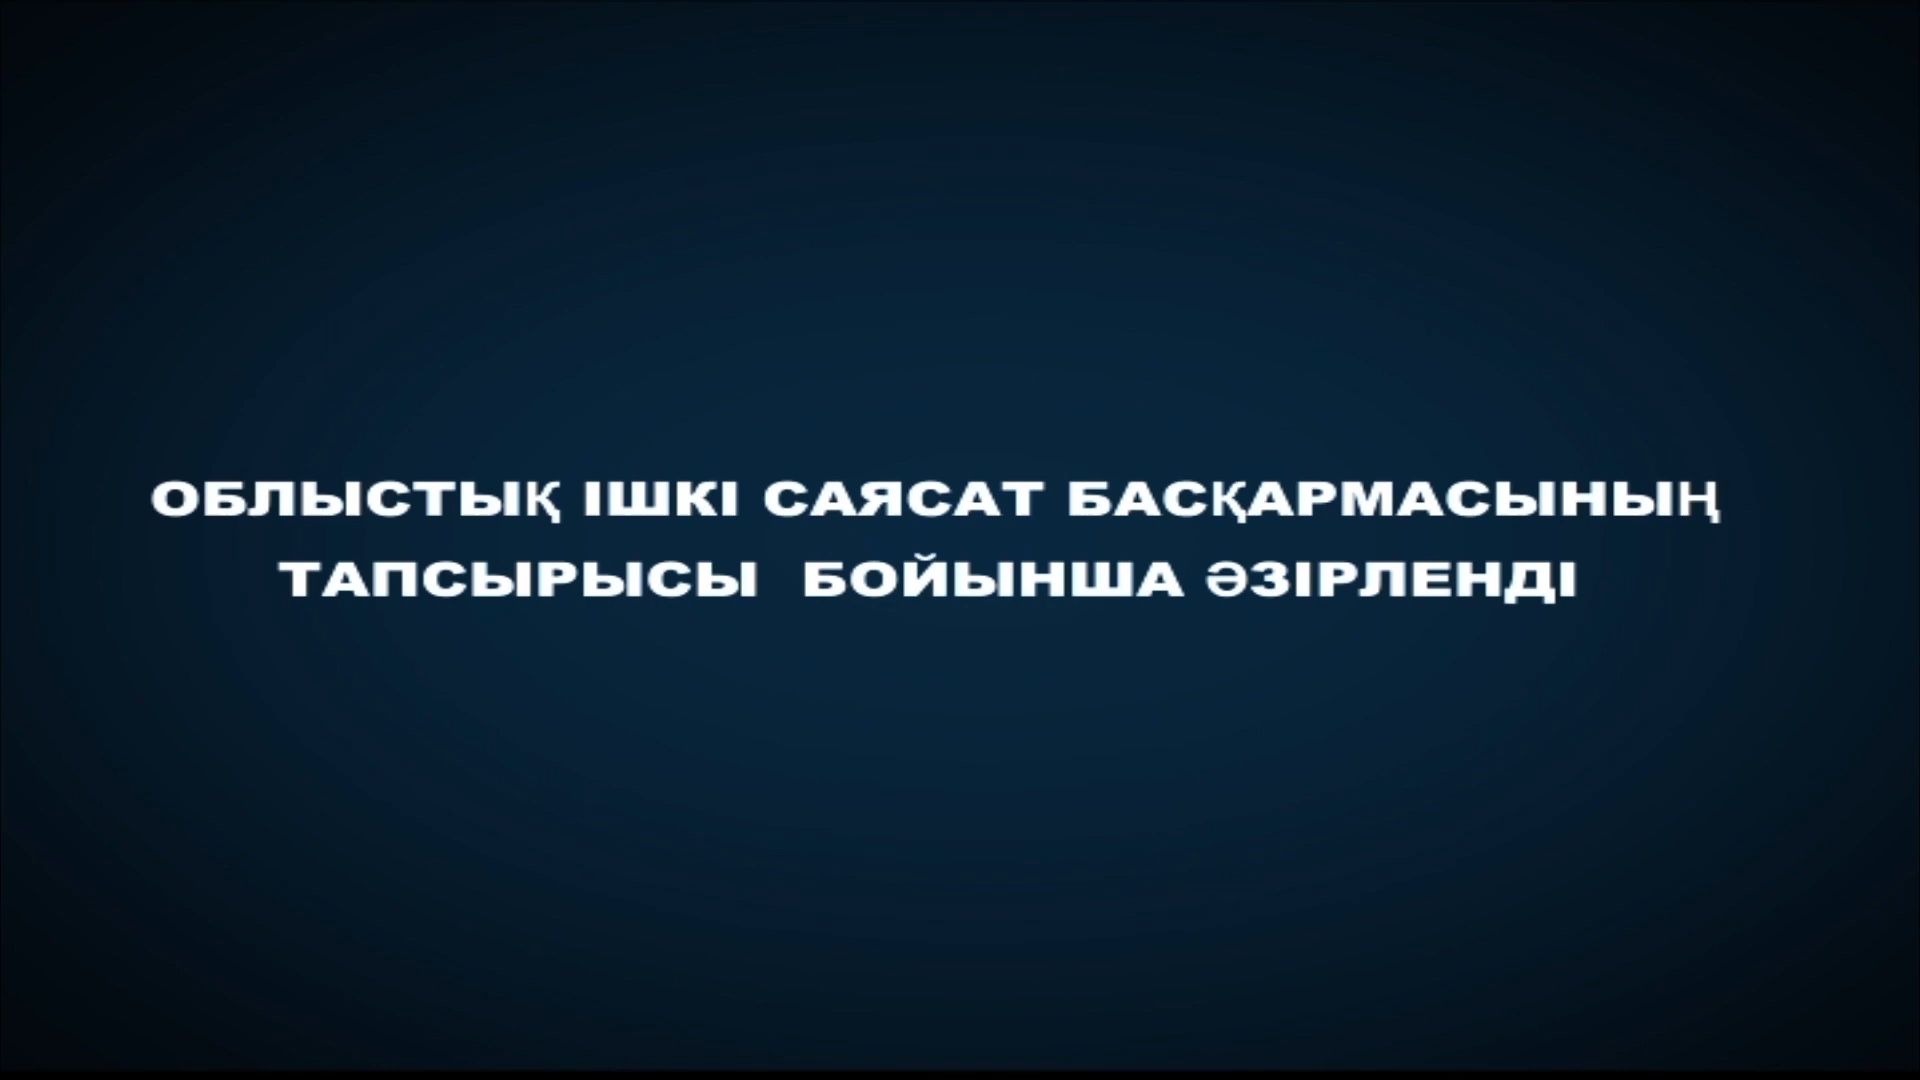 ОБЛЫСТЫҚ ІШКІ САЯСАТ БАСҚАРМАСЫНЫҢ
ТАПСЫРЫСЫ БОЙЫНША ӘЗІРЛЕНДІ